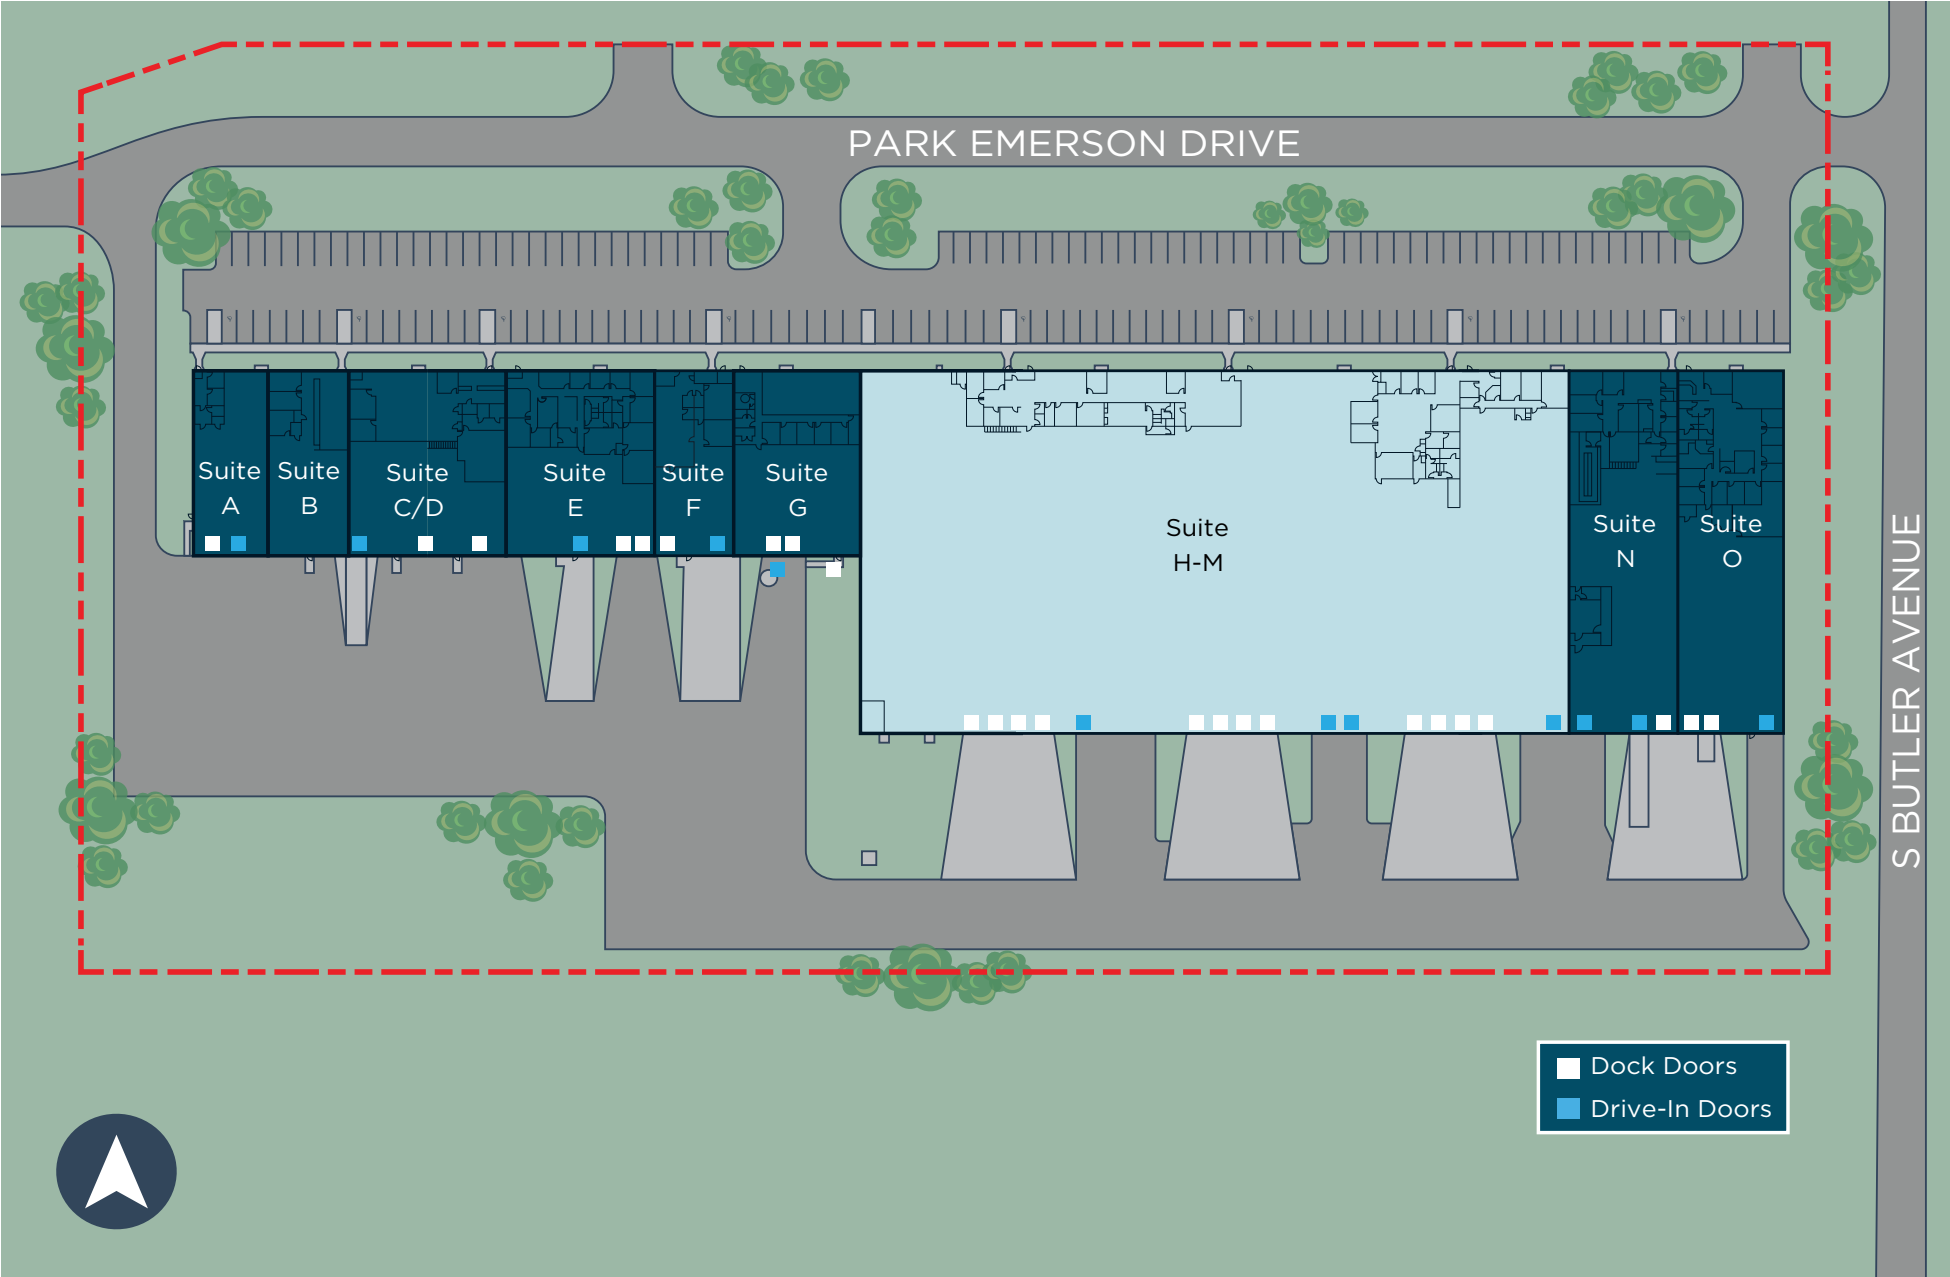 PARK EMERSON DRIVE
Suite
A
Suite
B
Suite
C/D
Suite
E
Suite
F
Suite
G
Suite
H-M
Suite
N
Suite
O
S BUTLER AVENUE
Dock Doors
Drive-In Doors